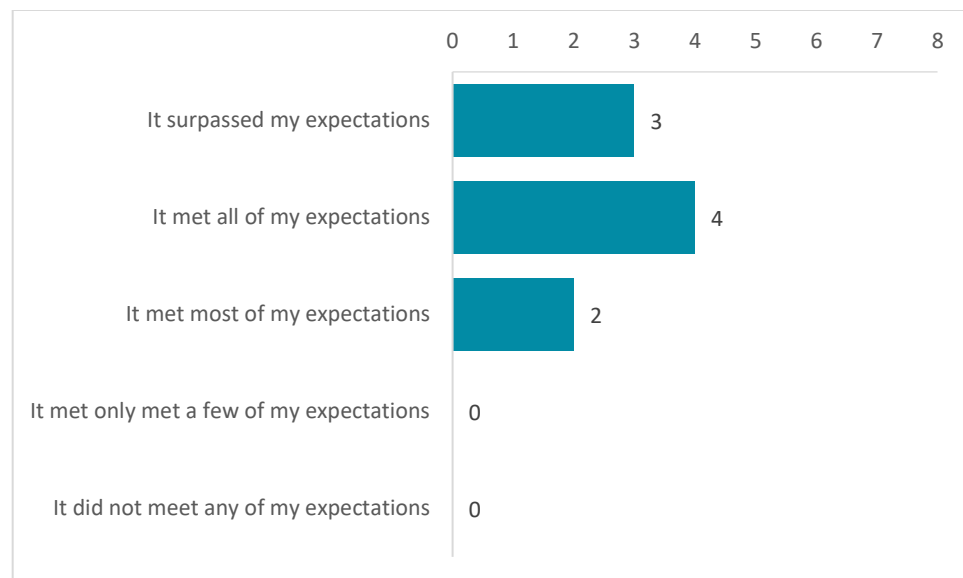 0 1 2 3 4 5 6 7 8
It surpassed my expectations 3
It met all of my expectations 4
It met most of my expectations 2
It met only met a few of my expectations 0
It did not meet any of my expectations 0